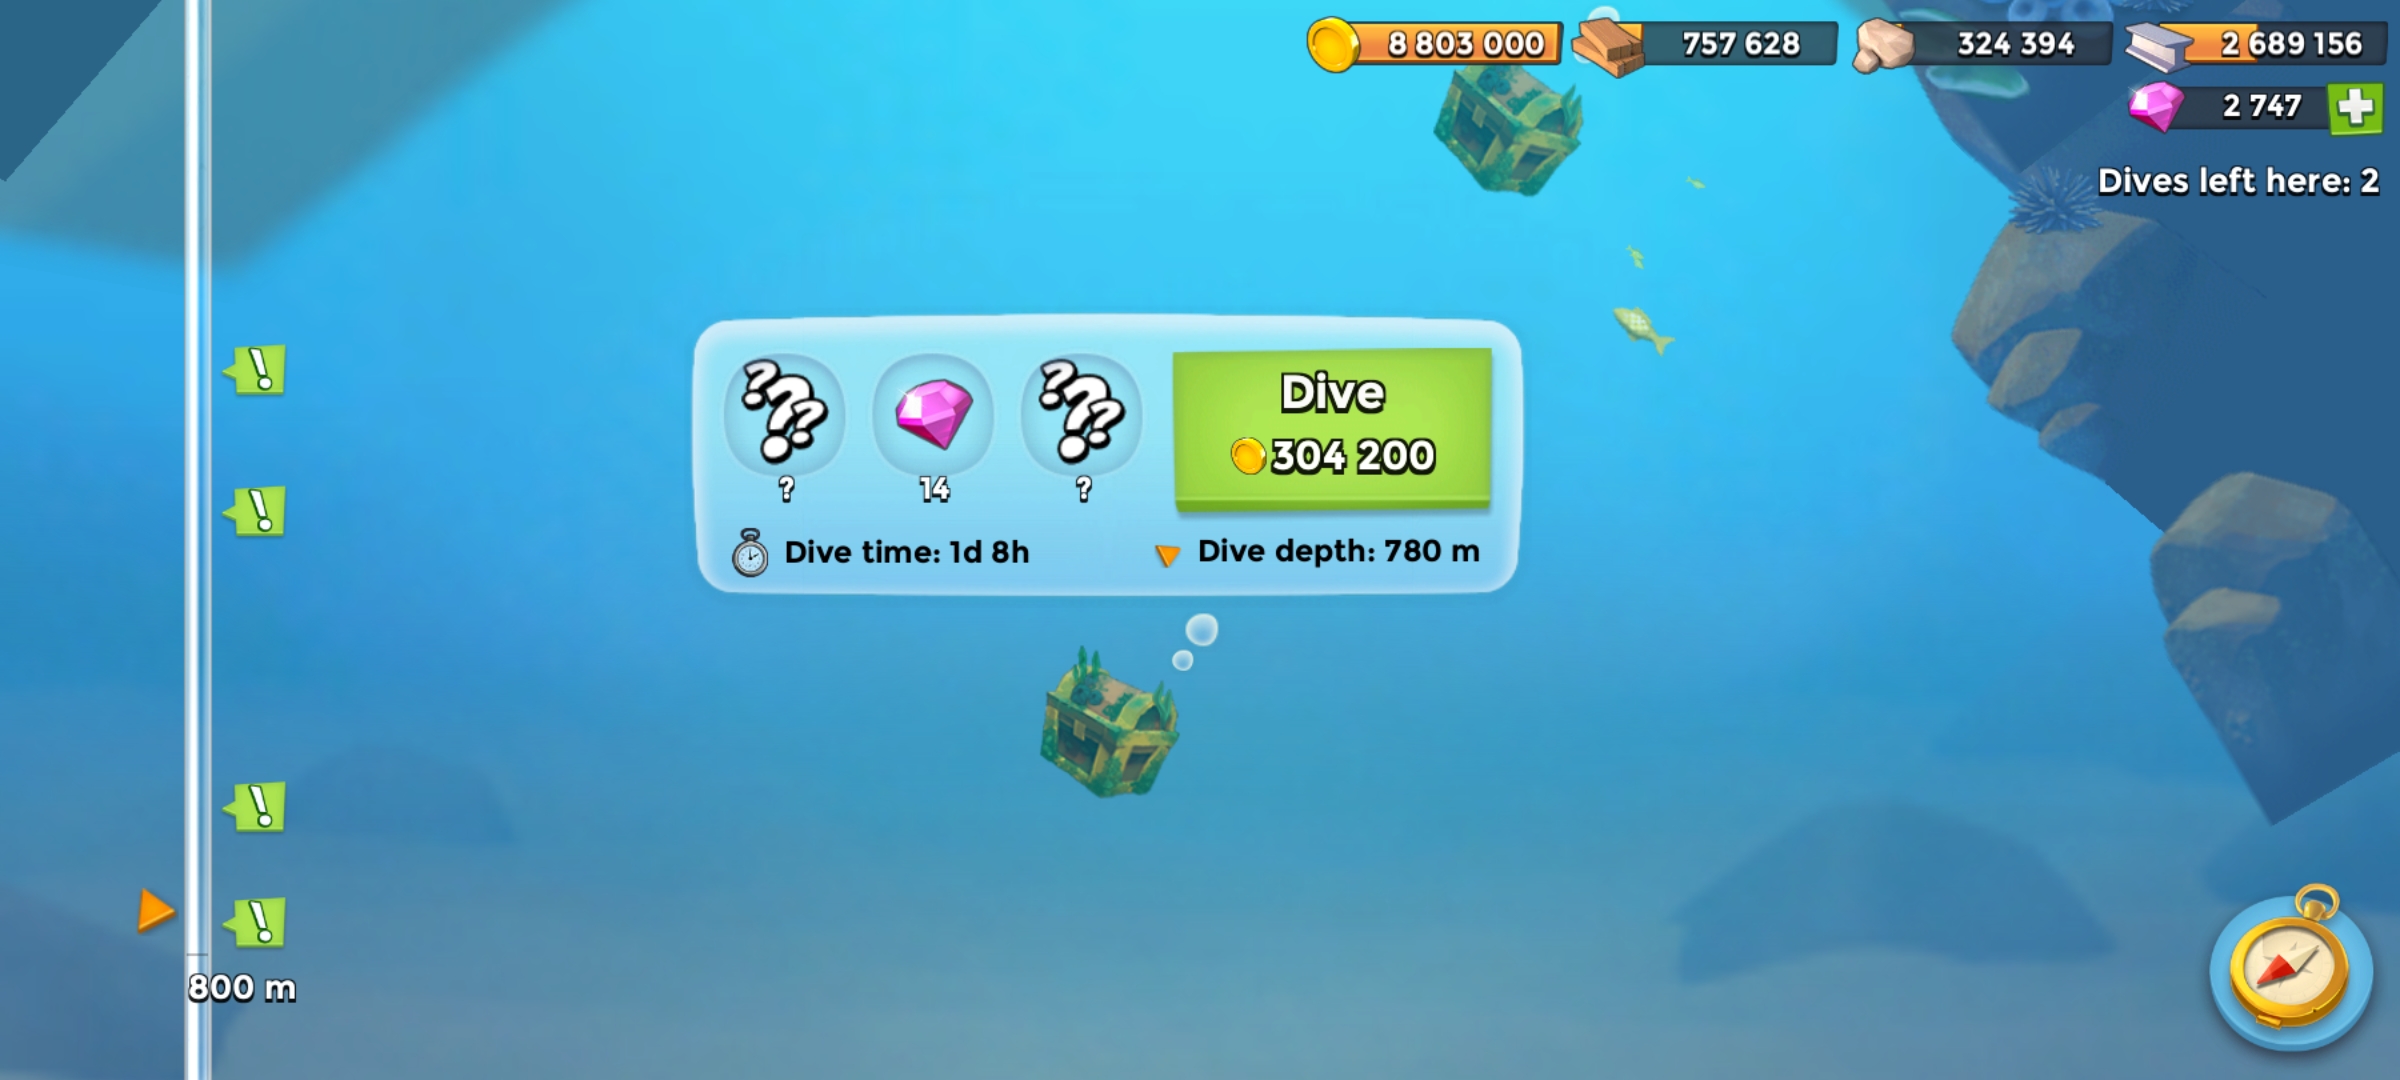 8 803 000
757 628
324 394
2 689 156
2 747
Dives left here: 2
Dive
304 200
?
14
?
Dive time: 1d 8h
Dive depth: 780 m
800 m